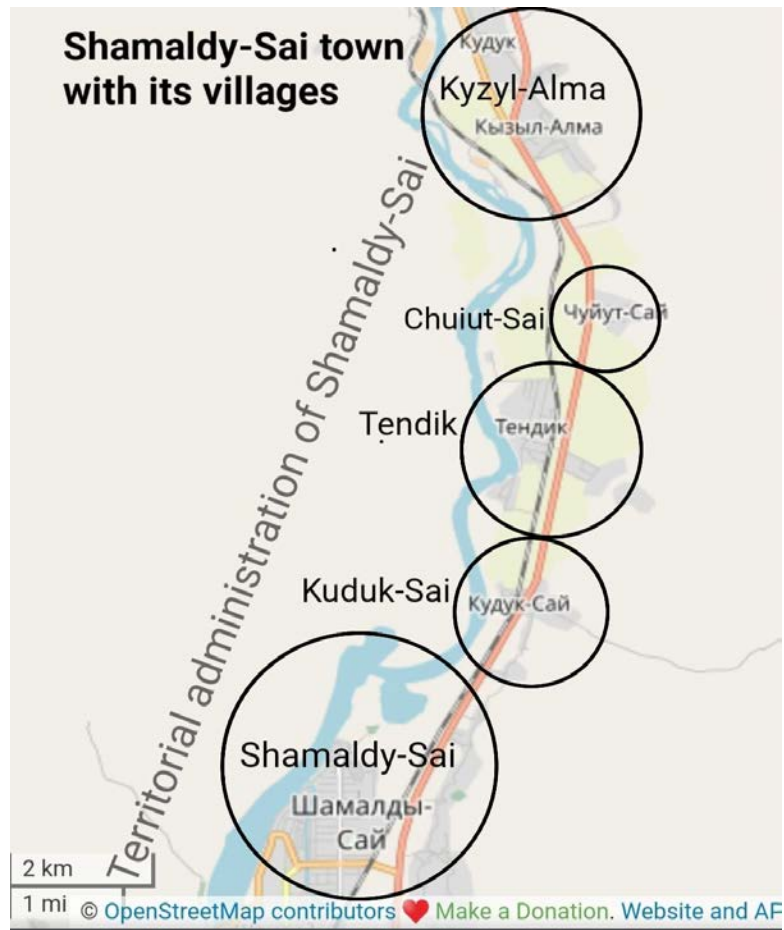 Shamaldy-Sai town
with its villages
Кудук
Kyzyl-Alma
Кызыл-Алма
Territorial administration of Shamaldy-Sai
Chuiut-Sai
Чуйут-Сай
Tendik
Тендик
Kuduk-Sai
Кудук-Сай
Shamaldy-Sai
Шамалды-
Сай
2 km
1 mi
© OpenStreetMap contributors ❤️ Make a Donation. Website and AP